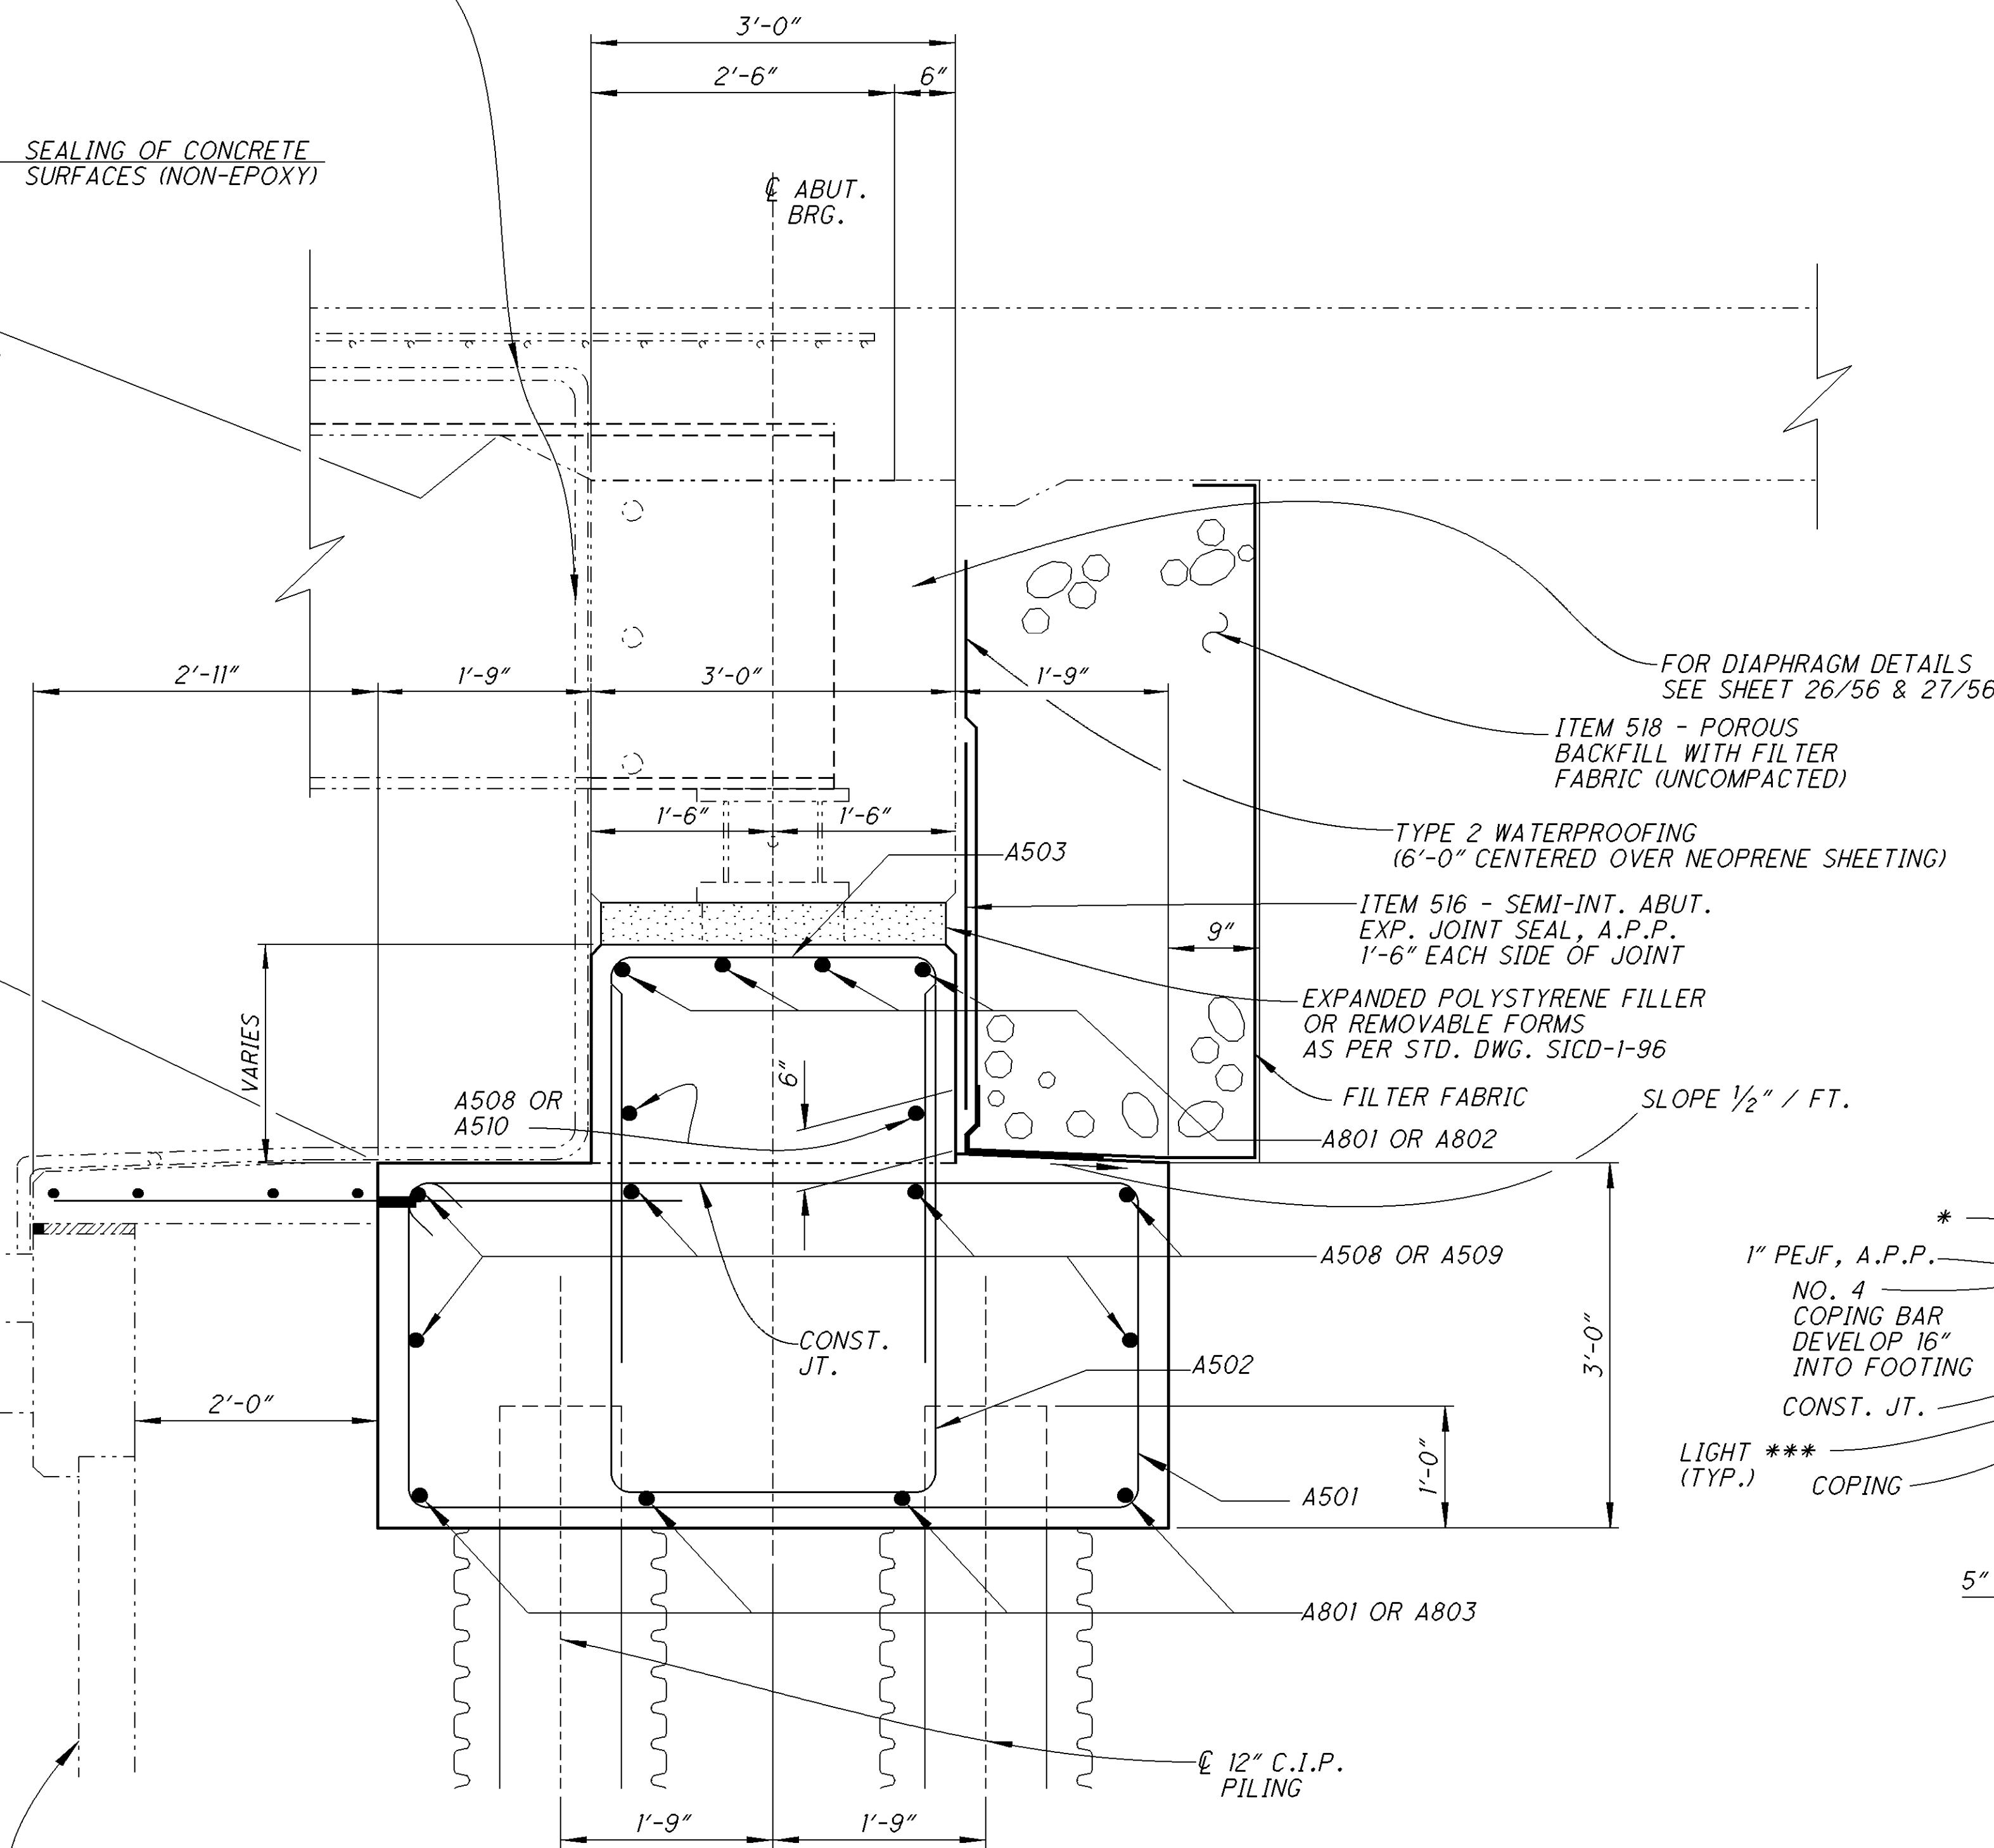 3'-0"
2'-6"
6"
SEALING OF CONCRETE
SURFACES (NON-EPOXY)
℄ ABUT.
BRG.
2'-11"
1'-9"
3'-0"
1'-9"
FOR DIAPHRAGM DETAILS
SEE SHEET 26/56 & 27/56
ITEM 518 - POROUS
BACKFILL WITH FILTER
FABRIC (UNCOMPACTED)
1'-6"
1'-6"
TYPE 2 WATERPROOFING
(6'-0" CENTERED OVER NEOPRENE SHEETING)
A503
ITEM 516 - SEMI-INT. ABUT.
EXP. JOINT SEAL, A.P.P.
1'-6" EACH SIDE OF JOINT
9"
EXPANDED POLYSTYRENE FILLER
OR REMOVABLE FORMS
AS PER STD. DWG. SICD-1-96
VARIES
6"
A508 OR
A510
FILTER FABRIC
SLOPE 1/2" / FT.
A801 OR A802
*
A508 OR A509
1" PEJF, A.P.P.
NO. 4
COPING BAR
DEVELOP 16"
INTO FOOTING
CONST.
JT.
A502
3'-0"
2'-0"
CONST. JT.
1'-0"
LIGHT ***
(TYP.)
COPING
A501
5"
A801 OR A803
℄ 12" C.I.P.
PILING
1'-9"
1'-9"